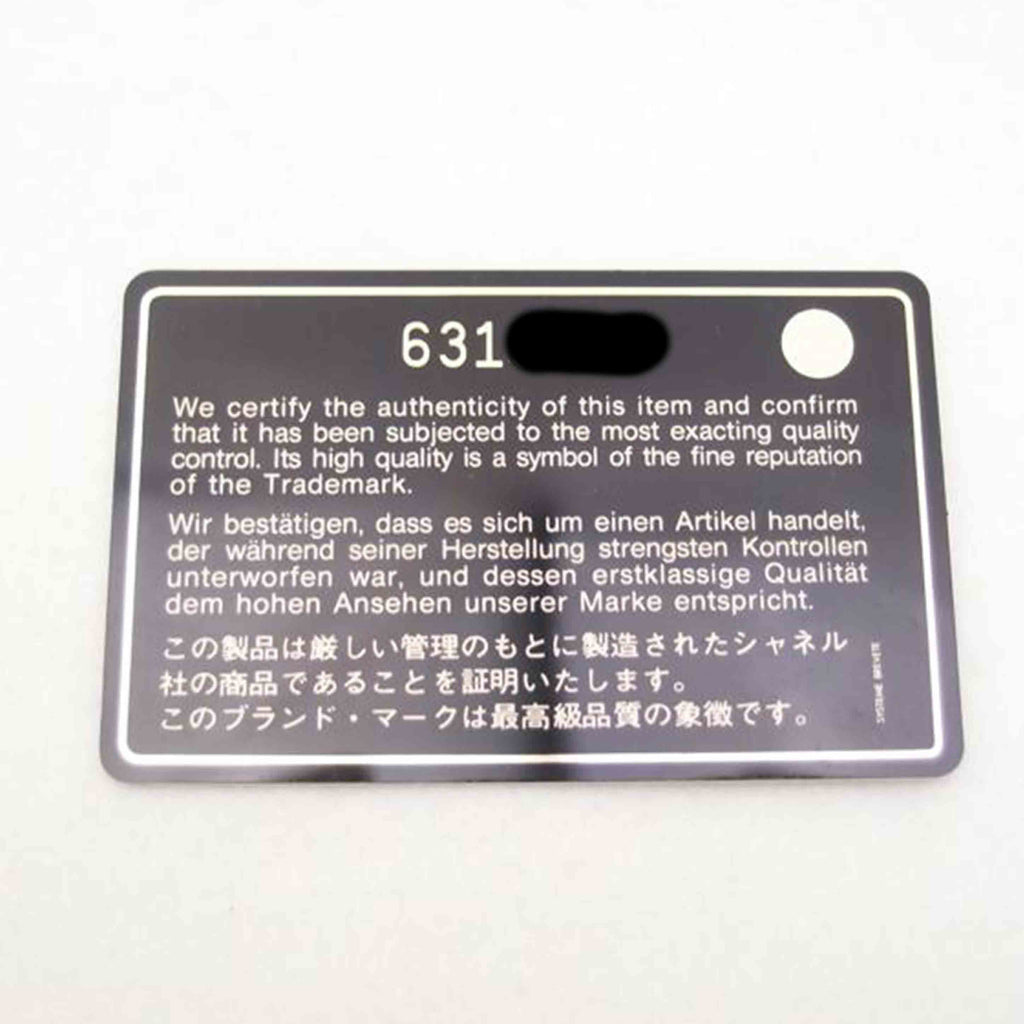 631
We certify the authenticity of this item and confirm
that it has been subjected to the most exacting quality
control. Its high quality is a symbol of the fine reputation
of the Trademark.
Wir bestätigen, dass es sich um einen Artikel handelt,
der während seiner Herstellung strengsten Kontrollen
unterworfen war, und dessen erstklassige Qualität
dem hohen Ansehen unserer Marke entspricht.
この製品は厳しい管理のもとに製造されたシャネル
社の商品であることを証明いたします。
このブランド・マークは最高級品質の象徴です。
SYSTEME BREVETE